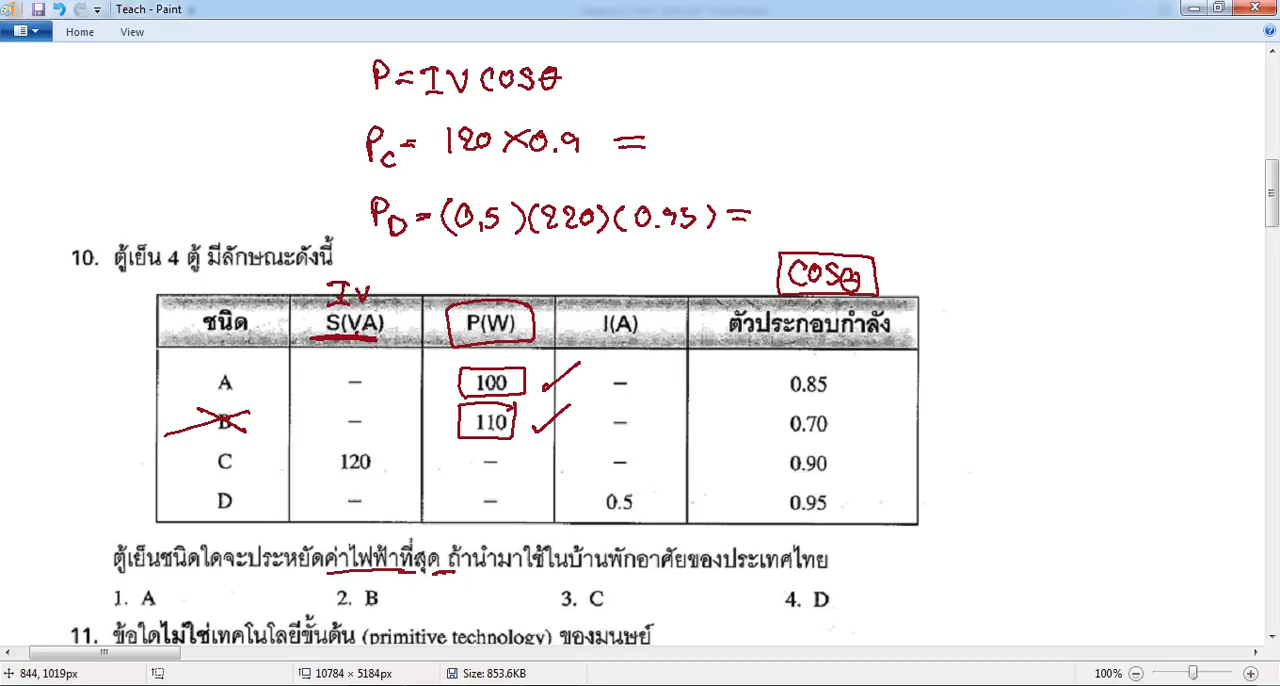 Teach - Paint
Home View
P = IV COSθ
PC = 120 × 0.9 =
PD = (0.5)(220)(0.95) =
10. ตู้เย็น 4 ตู้ มีลักษณะดังนี้
IV COSθ
ชนิด S(VA) P(W) I(A) ตัวประกอบกำลัง
A – 100 – 0.85
B – 110 – 0.70
C 120 – – 0.90
D – – 0.5 0.95
ตู้เย็นชนิดใดจะประหยัดค่าไฟฟ้าที่สุด ถ้านำมาใช้ในบ้านพักอาศัยของประเทศไทย
1. A 2. B 3. C 4. D
11. ข้อใดไม่ใช่เทคโนโลยีขั้นต้น (primitive technology) ของมนุษย์
844, 1019px 10784 × 5184px Size: 853.6KB 100%